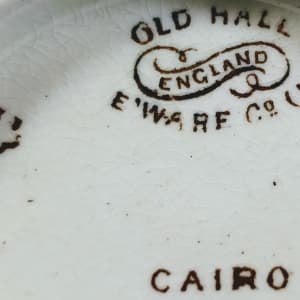 OLD HALL
ENGLAND
E'WARE Cº
CAIRO